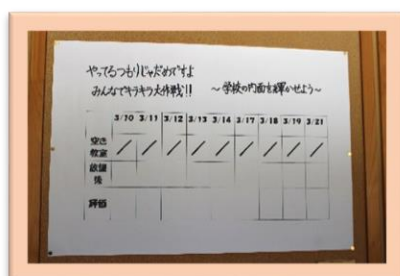 やってるつもりじゃだめですよ
みんなでキラキラ大作戦!! ～学校の内面を輝かせよう～
3/10 3/11 3/12 3/13 3/14 3/17 3/18 3/19 3/21
空き
教室 / / / / / / / / /
放課
後
評価